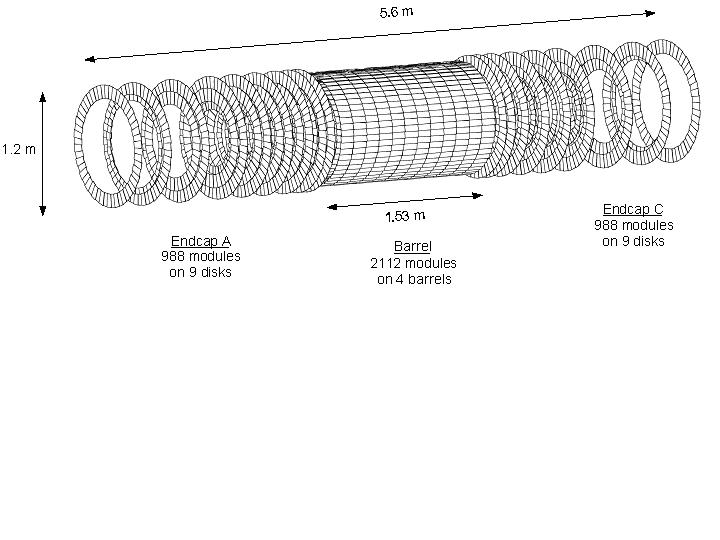 5.6 m
1.2 m
1.53 m
Endcap A
988 modules
on 9 disks
Barrel
2112 modules
on 4 barrels
Endcap C
988 modules
on 9 disks